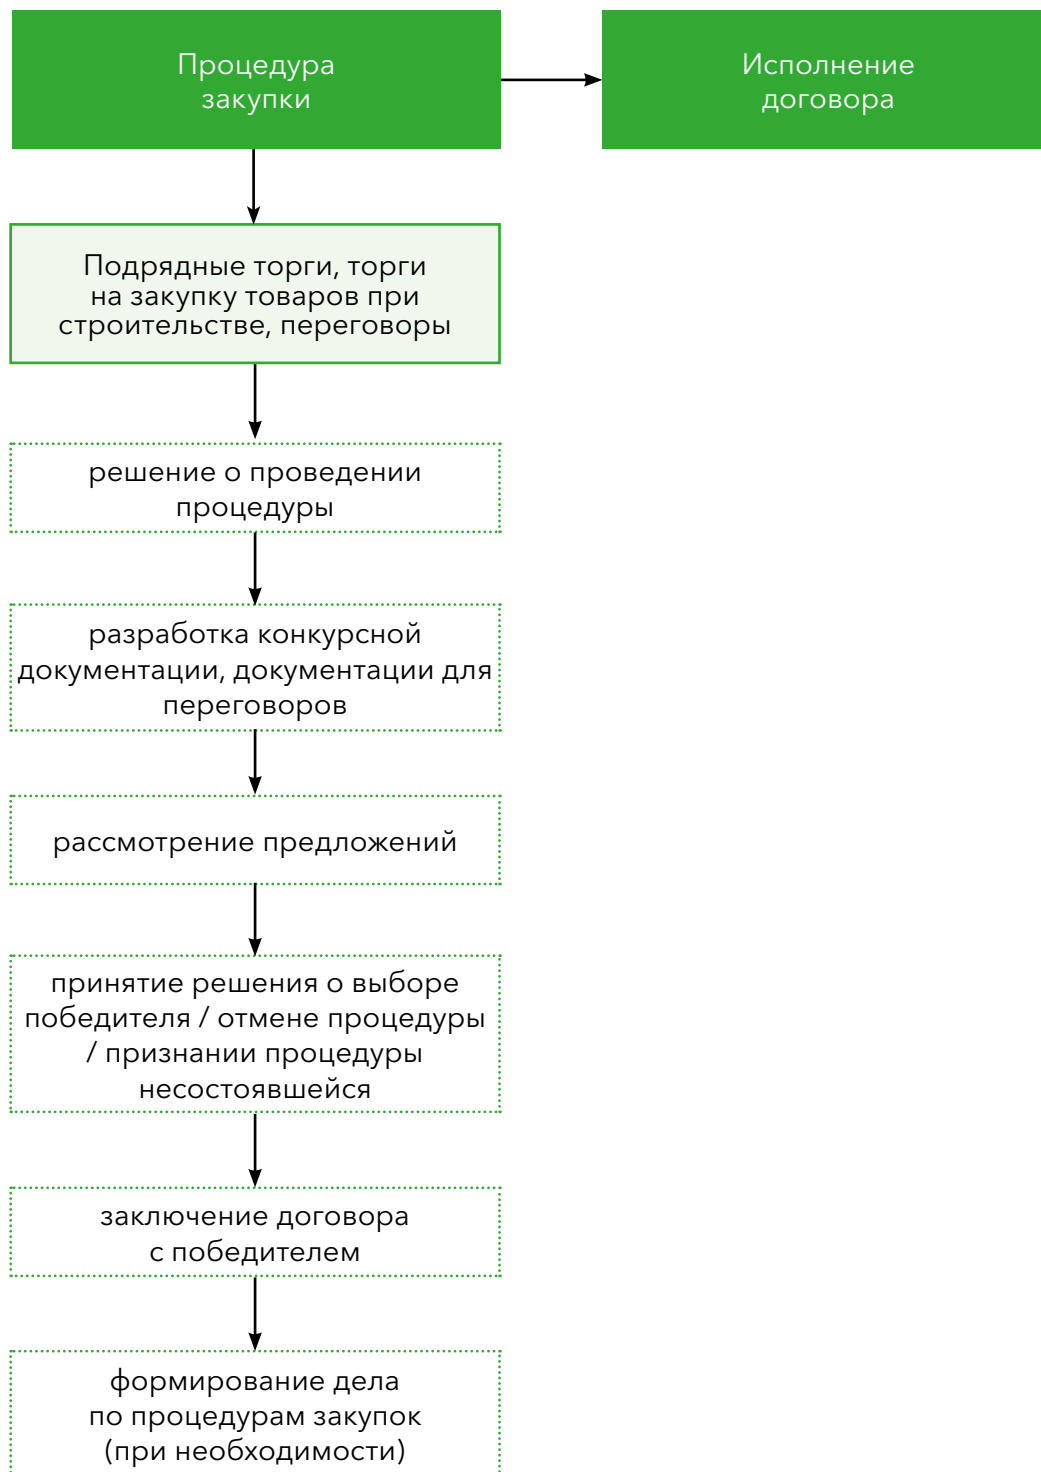 Процедура
закупки
Исполнение
договора
Подрядные торги, торги
на закупку товаров при
строительстве, переговоры
решение о проведении
процедуры
разработка конкурсной
документации, документации для
переговоров
рассмотрение предложений
принятие решения о выборе
победителя / отмене процедуры
/ признании процедуры
несостоявшейся
заключение договора
с победителем
формирование дела
по процедурам закупок
(при необходимости)